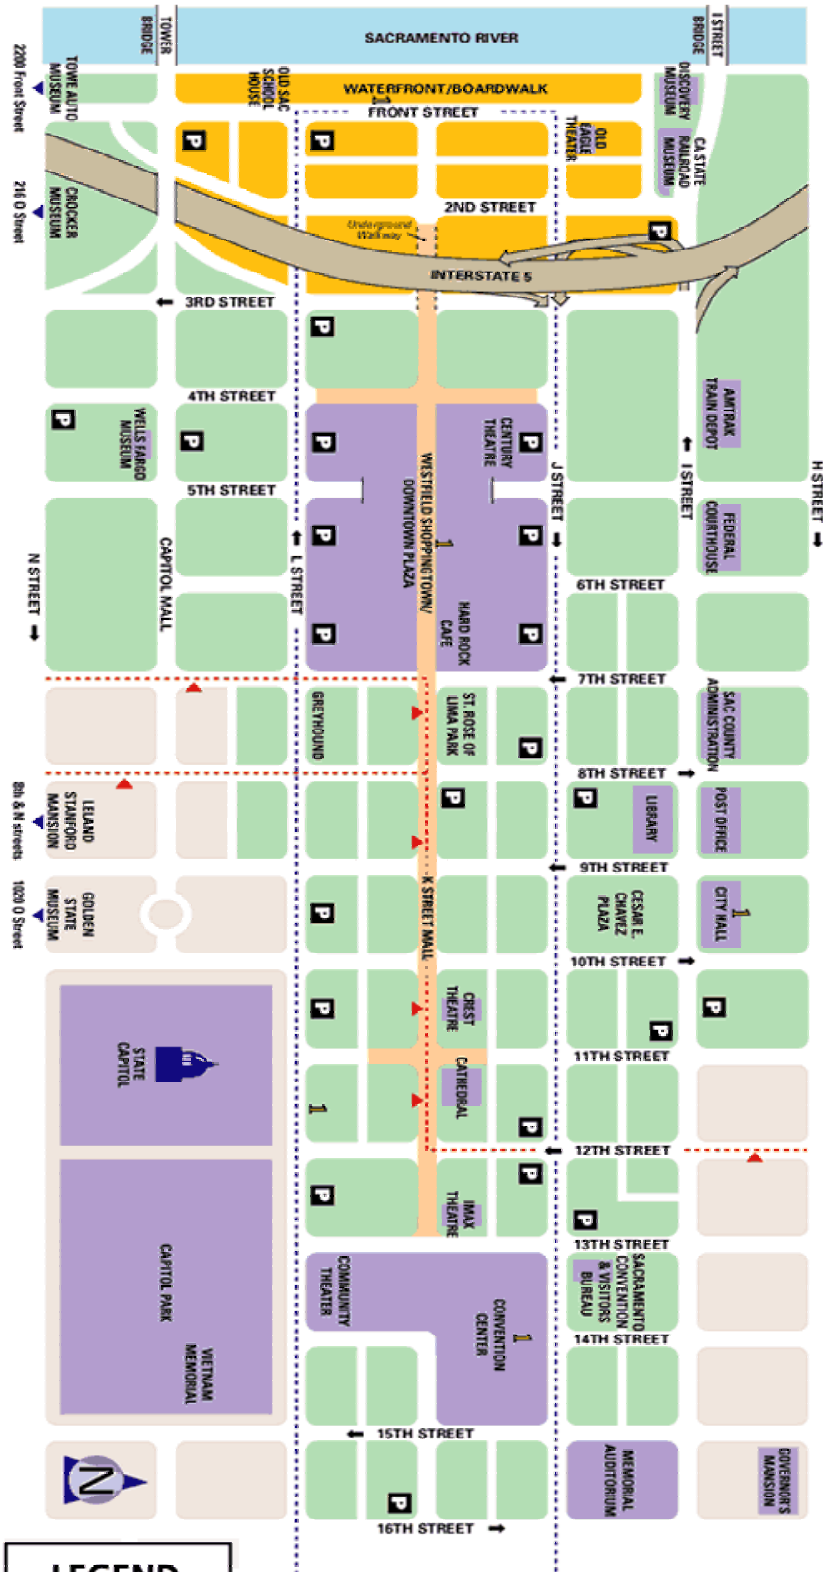 TOWER
BRIDGE
I STREET
BRIDGE
SACRAMENTO RIVER
TOWE AUTO
MUSEUM
2200 Front Street
OLD SAC
SCHOOL
HOUSE
WATERFRONT/BOARDWALK
1
FRONT STREET
DISCOVERY
MUSEUM
P
P
OLD
EAGLE
THEATER
CA STATE
RAILROAD
MUSEUM
CROCKER
MUSEUM
216 O Street
2ND STREET
Underground
Walkway
P
INTERSTATE 5
3RD STREET
P
4TH STREET
AMTRAK
TRAIN DEPOT
P
WELLS FARGO
MUSEUM
P
P
CENTURY
THEATRE
P
I STREET
H STREET
5TH STREET
WESTFIELD SHOPPINGTOWN/
DOWNTOWN PLAZA
1
J STREET
L STREET
CAPITOL MALL
N STREET
P
P
FEDERAL
COURTHOUSE
6TH STREET
P
HARD ROCK
CAFE
P
7TH STREET
GREYHOUND
ST. ROSE OF
LIMA PARK
P
SAC COUNTY
ADMINISTRATION
8TH STREET
LELAND
STANFORD
MANSION
8th & N streets
P
P
LIBRARY
POST OFFICE
9TH STREET
GOLDEN
STATE
MUSEUM
1020 O Street
P
K STREET MALL
CESAR E.
CHAVEZ
PLAZA
CITY HALL
1
10TH STREET
P
CREST
THEATRE
P
P
11TH STREET
STATE
CAPITOL
1
CATHEDRAL
P
12TH STREET
P
IMAX
THEATRE
P
P
13TH STREET
CAPITOL PARK
VIETNAM
MEMORIAL
COMMUNITY
THEATER
CONVENTION
CENTER
1
SACRAMENTO
CONVENTION
& VISITORS
BUREAU
14TH STREET
15TH STREET
N
P
MEMORIAL
AUDITORIUM
GOVERNOR'S
MANSION
16TH STREET
LEGEND